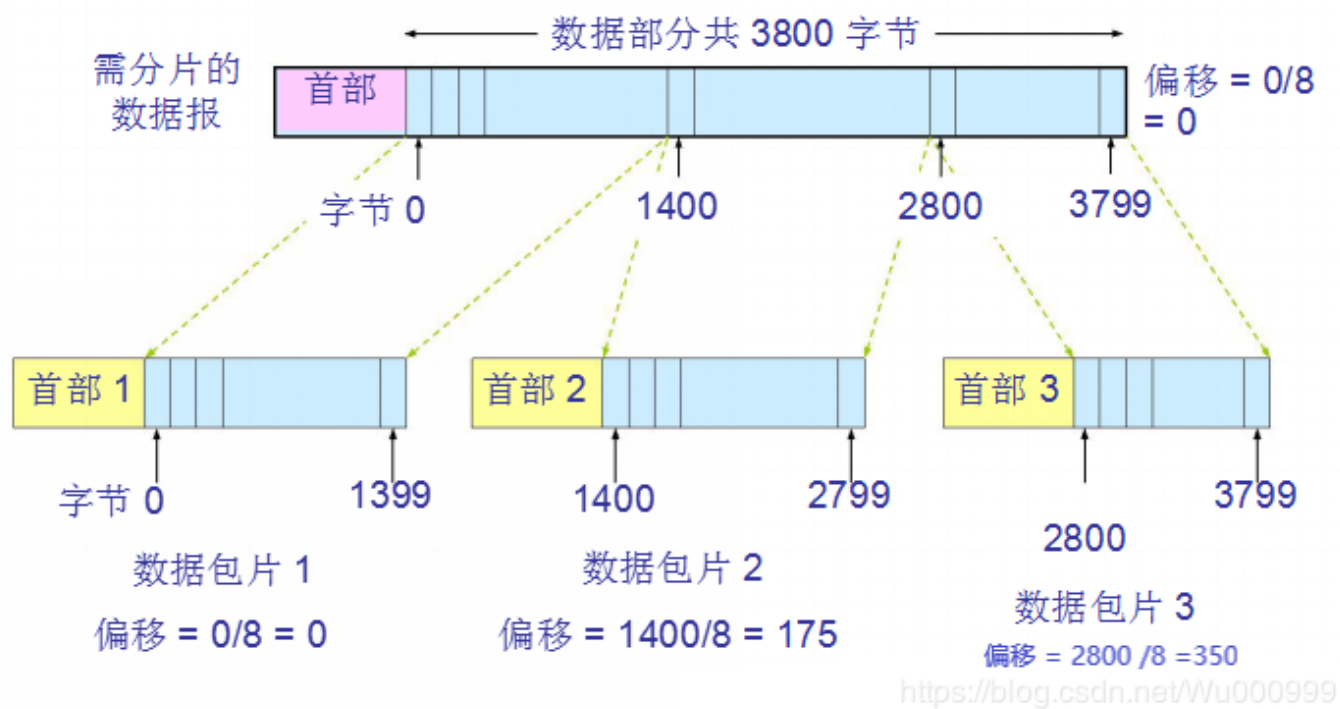 数据部分共 3800 字节
需分片的
数据报
首部
偏移 = 0/8
= 0
字节 0
1400
2800
3799
首部 1
首部 2
首部 3
字节 0
1399
1400
2799
2800
3799
数据包片 1
偏移 = 0/8 = 0
数据包片 2
偏移 = 1400/8 = 175
数据包片 3
偏移 = 2800 /8 =350
https://blog.csdn.net/Wu000999